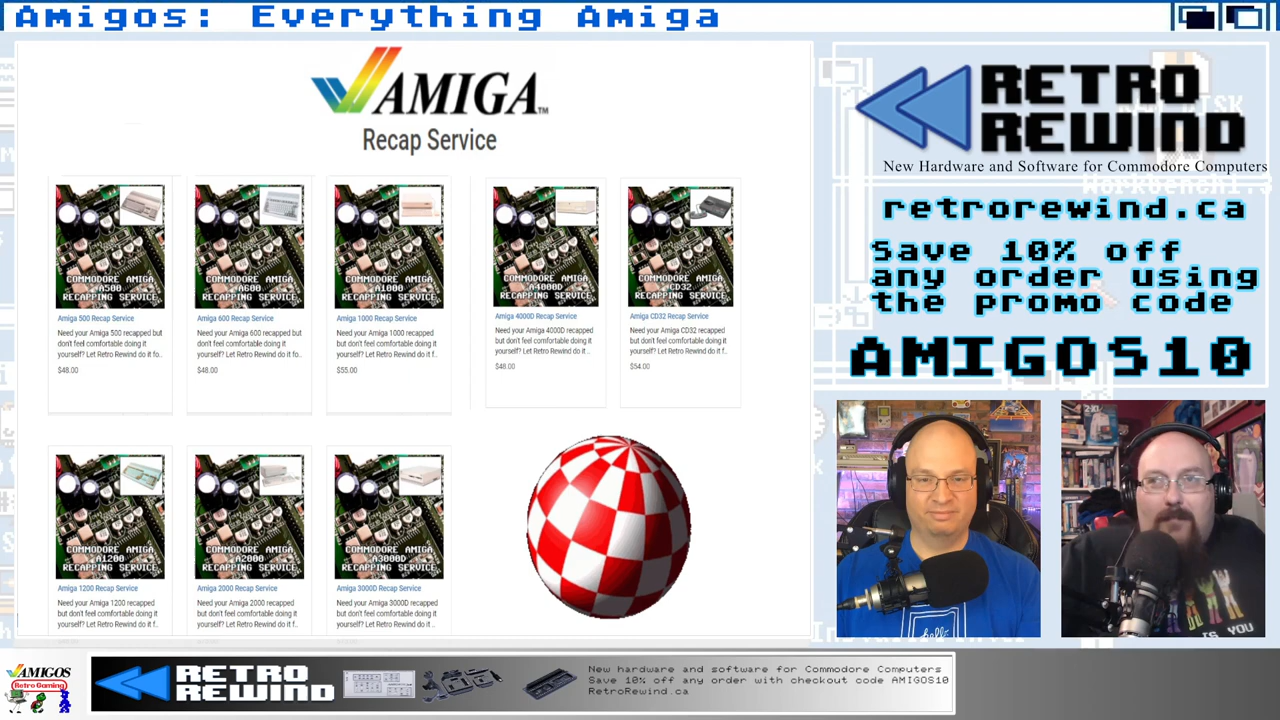 Amigos: Everything Amiga
AMIGA™
Recap Service
COMMODORE AMIGA
A500
RECAPPING SERVICE
Amiga 500 Recap Service
Need your Amiga 500 recapped but
don't feel comfortable doing it
yourself? Let Retro Rewind do it fo..
$48.00
COMMODORE AMIGA
A600
RECAPPING SERVICE
Amiga 600 Recap Service
Need your Amiga 600 recapped
but don't feel comfortable doing it
yourself? Let Retro Rewind do it fo..
$48.00
COMMODORE AMIGA
A1000
RECAPPING SERVICE
Amiga 1000 Recap Service
Need your Amiga 1000 recapped
but don't feel comfortable doing it
yourself? Let Retro Rewind do it f..
$55.00
COMMODORE AMIGA
A4000D
RECAPPING SERVICE
Amiga 4000D Recap Service
Need your Amiga 4000D recapped
but don't feel comfortable doing it
yourself? Let Retro Rewind do it ..
$48.00
COMMODORE AMIGA
CD32
RECAPPING SERVICE
Amiga CD32 Recap Service
Need your Amiga CD32 recapped
but don't feel comfortable doing it
yourself? Let Retro Rewind do it f..
$54.00
COMMODORE AMIGA
A1200
RECAPPING SERVICE
Amiga 1200 Recap Service
Need your Amiga 1200 recapped
but don't feel comfortable doing it
yourself? Let Retro Rewind do it f..
COMMODORE AMIGA
A2000
RECAPPING SERVICE
Amiga 2000 Recap Service
Need your Amiga 2000 recapped
but don't feel comfortable doing it
yourself? Let Retro Rewind do it f..
COMMODORE AMIGA
A3000D
RECAPPING SERVICE
Amiga 3000D Recap Service
Need your Amiga 3000D recapped
but don't feel comfortable doing it
yourself? Let Retro Rewind do it f..
RETRO
REWIND
New Hardware and Software for Commodore Computers
retrorewind.ca
Save 10% off
any order using
the promo code
AMIGOS10
IS YOU
AMIGOS
Retro Gaming
RETRO
REWIND
New hardware and software for Commodore Computers
Save 10% off any order with checkout code AMIGOS10
RetroRewind.ca